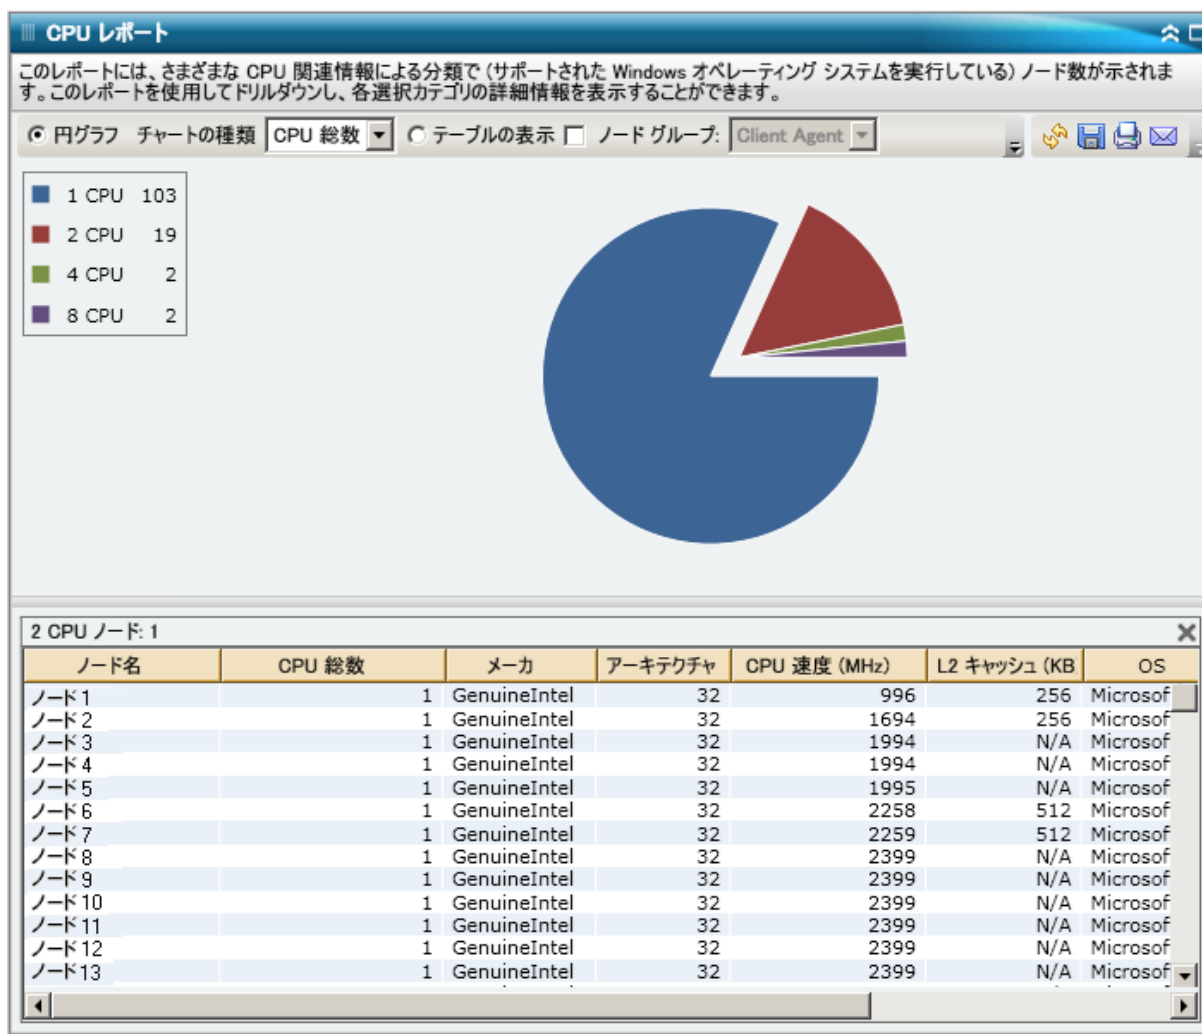 CPU レポート
このレポートには、さまざまな CPU 関連情報による分類で (サポートされた Windows オペレーティング システムを実行している) ノード数が示されま
す。このレポートを使用してドリルダウンし、各選択カテゴリの詳細情報を表示することができます。
円グラフ チャートの種類 CPU 総数 テーブルの表示 ノード グループ: Client Agent
1 CPU 103
2 CPU 19
4 CPU 2
8 CPU 2
2 CPU ノード: 1
ノード名 CPU 総数 メーカ アーキテクチャ CPU 速度 (MHz) L2 キャッシュ (KB OS
ノード1 1 GenuineIntel 32 996 256 Microsof
ノード2 1 GenuineIntel 32 1694 256 Microsof
ノード3 1 GenuineIntel 32 1994 N/A Microsof
ノード4 1 GenuineIntel 32 1994 N/A Microsof
ノード5 1 GenuineIntel 32 1995 N/A Microsof
ノード6 1 GenuineIntel 32 2258 512 Microsof
ノード7 1 GenuineIntel 32 2259 512 Microsof
ノード8 1 GenuineIntel 32 2399 N/A Microsof
ノード9 1 GenuineIntel 32 2399 N/A Microsof
ノード10 1 GenuineIntel 32 2399 N/A Microsof
ノード11 1 GenuineIntel 32 2399 N/A Microsof
ノード12 1 GenuineIntel 32 2399 N/A Microsof
ノード13 1 GenuineIntel 32 2399 N/A Microsof